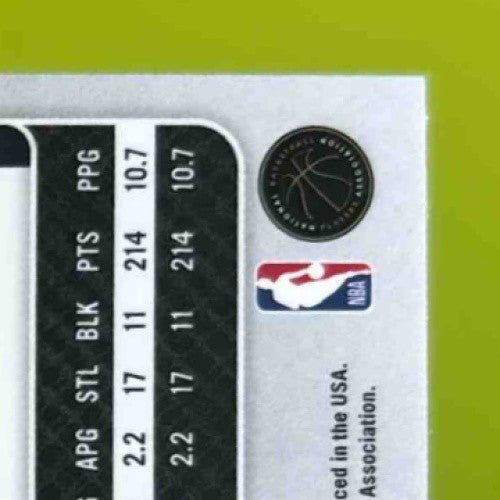 APG STL BLK PTS PPG
2.2 17 11 214 10.7
2.2 17 11 214 10.7
NATIONAL BASKETBALL
ASSOCIATION
NBA
ced in the USA.
Association.